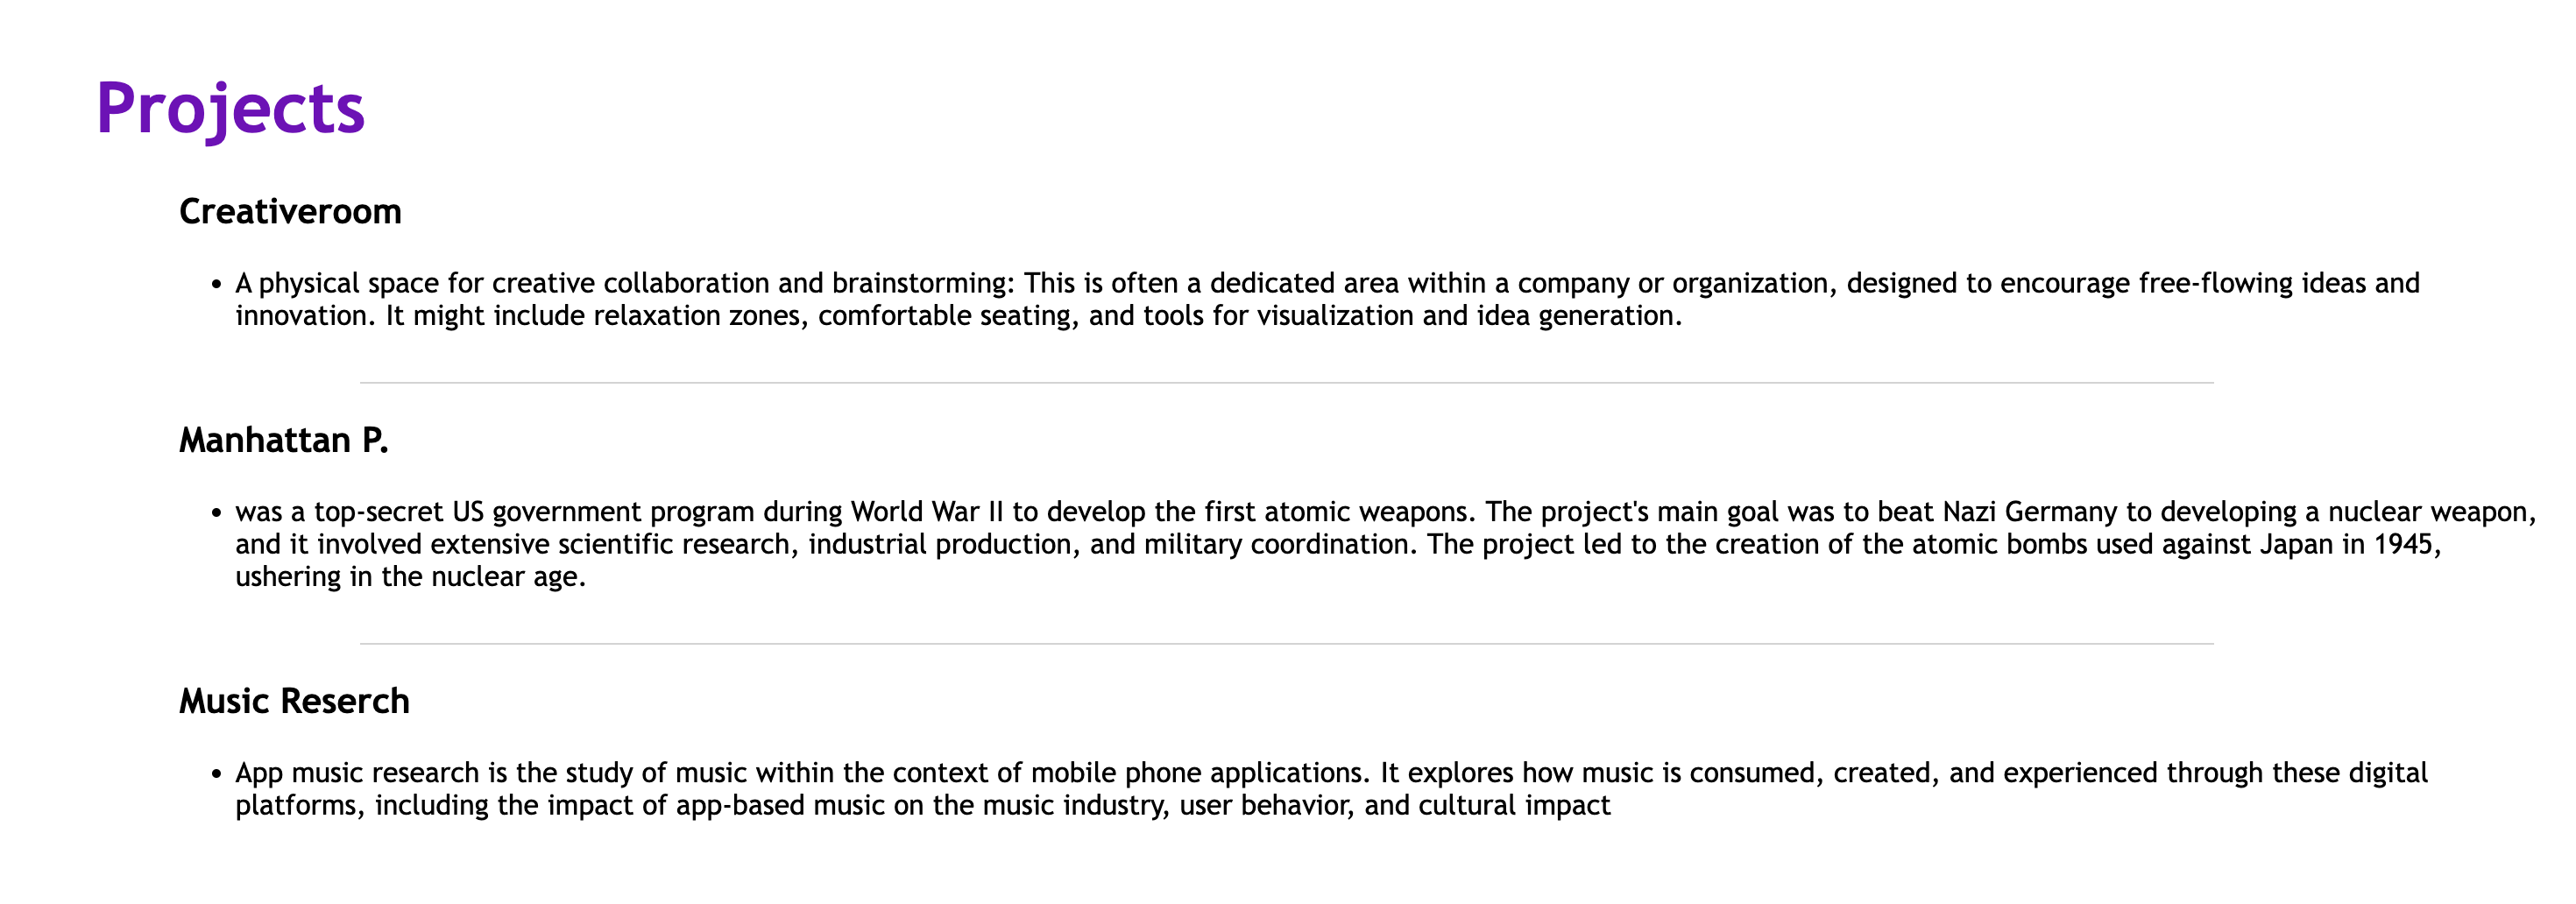 Projects
Creativeroom
• A physical space for creative collaboration and brainstorming: This is often a dedicated area within a company or organization, designed to encourage free-flowing ideas and
innovation. It might include relaxation zones, comfortable seating, and tools for visualization and idea generation.
Manhattan P.
• was a top-secret US government program during World War II to develop the first atomic weapons. The project's main goal was to beat Nazi Germany to developing a nuclear weapon,
and it involved extensive scientific research, industrial production, and military coordination. The project led to the creation of the atomic bombs used against Japan in 1945,
ushering in the nuclear age.
Music Reserch
• App music research is the study of music within the context of mobile phone applications. It explores how music is consumed, created, and experienced through these digital
platforms, including the impact of app-based music on the music industry, user behavior, and cultural impact